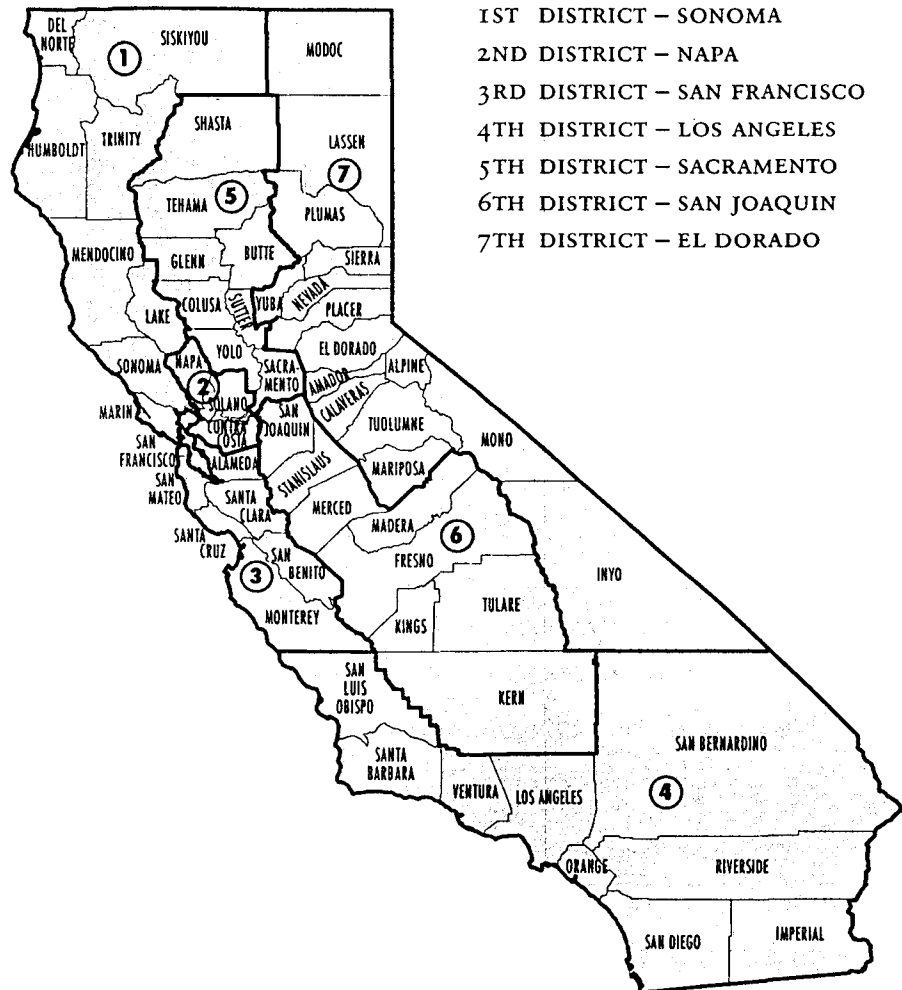 1ST DISTRICT – SONOMA
2ND DISTRICT – NAPA
3RD DISTRICT – SAN FRANCISCO
4TH DISTRICT – LOS ANGELES
5TH DISTRICT – SACRAMENTO
6TH DISTRICT – SAN JOAQUIN
7TH DISTRICT – EL DORADO
DEL
NORTE
SISKIYOU
MODOC
1
SHASTA
TRINITY
HUMBOLDT
LASSEN
7
TEHAMA
5
PLUMAS
MENDOCINO
GLENN
BUTTE
SIERRA
COLUSA
SUTTER
YUBA
NEVADA
PLACER
LAKE
SONOMA
NAPA
YOLO
EL DORADO
SACRA-
MENTO
AMADOR
ALPINE
2
SOLANO
CALAVERAS
MARIN
CONTRA
COSTA
SAN
JOAQUIN
TUOLUMNE
MONO
SAN
FRANCISCO
ALAMEDA
STANISLAUS
MARIPOSA
SAN
MATEO
SANTA
CLARA
MERCED
MADERA
SANTA
CRUZ
6
FRESNO
SAN
BENITO
3
INYO
MONTEREY
KINGS
TULARE
SAN
LUIS
OBISPO
KERN
SANTA
BARBARA
SAN BERNARDINO
VENTURA
LOS ANGELES
4
ORANGE
RIVERSIDE
SAN DIEGO
IMPERIAL